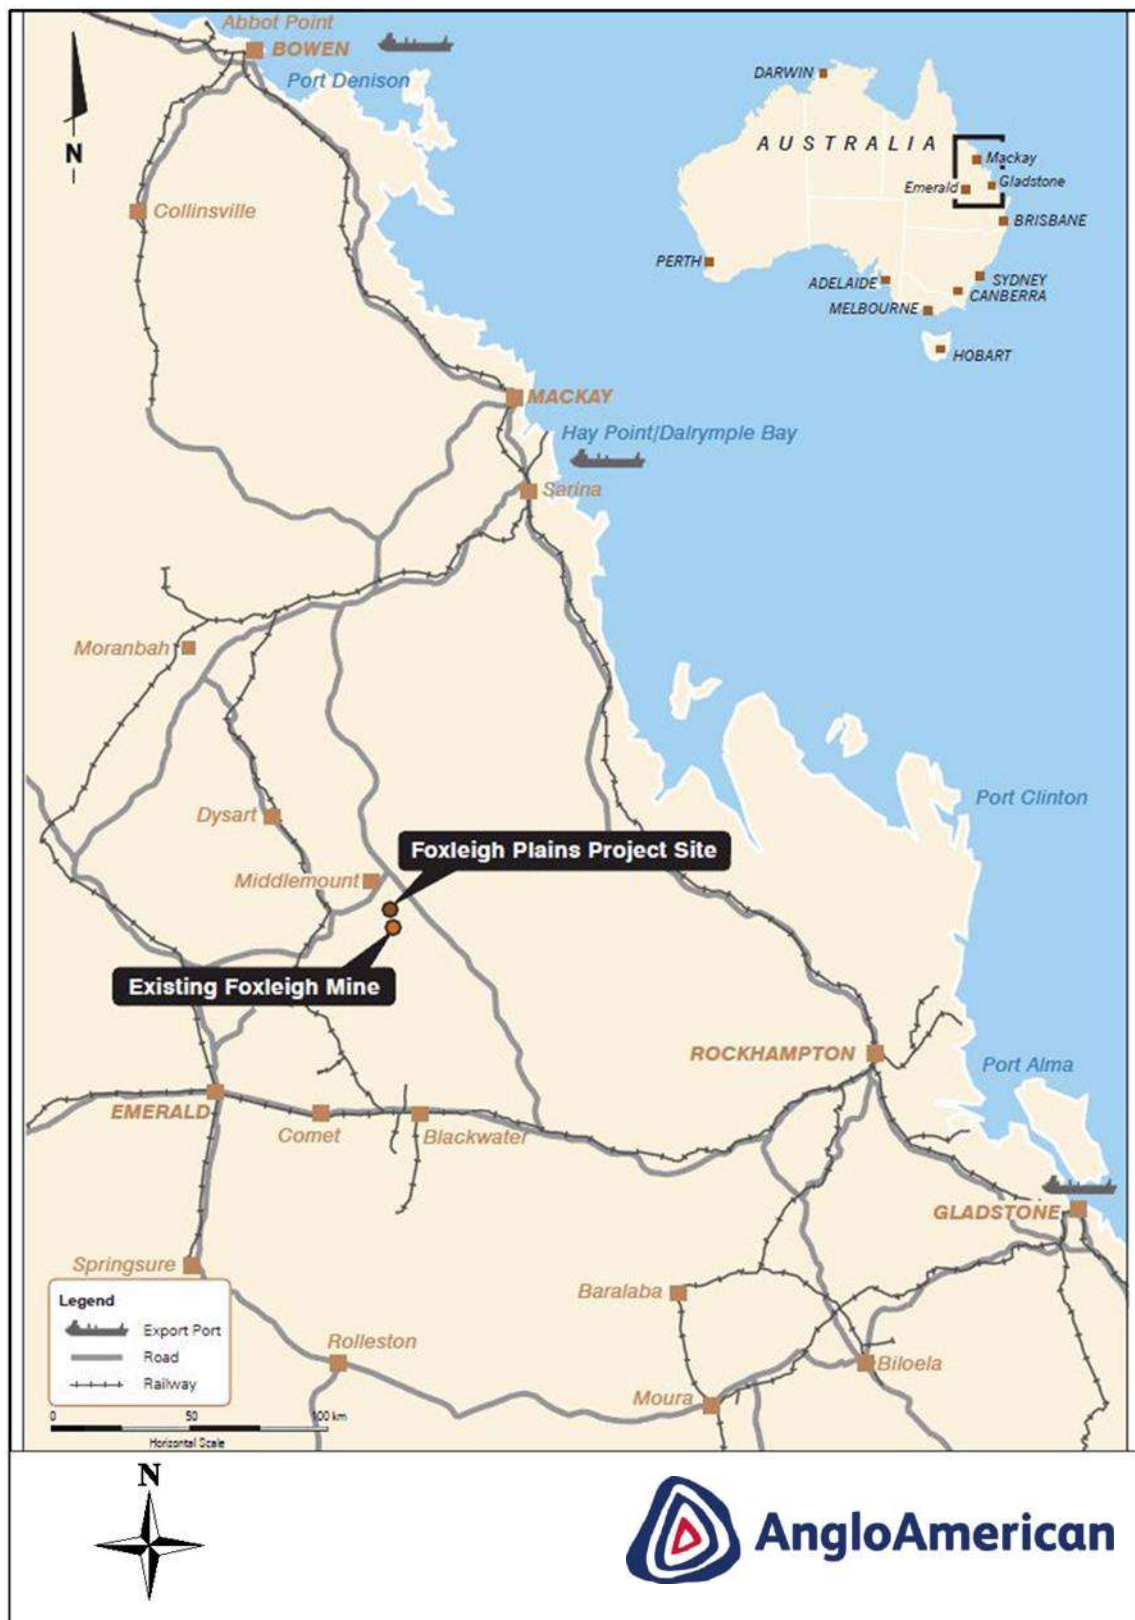 Abbot Point
BOWEN
Port Denison
N
Collinsville
DARWIN
AUSTRALIA
Mackay
Emerald
Gladstone
BRISBANE
PERTH
ADELAIDE
SYDNEY
CANBERRA
MELBOURNE
HOBART
MACKAY
Hay Point/Dalrymple Bay
Sarina
Moranbah
Port Clinton
Dysart
Foxleigh Plains Project Site
Middlemount
Existing Foxleigh Mine
ROCKHAMPTON
Port Alma
EMERALD
Comet
Blackwater
GLADSTONE
Springsure
Baralaba
Rolleston
Biloela
Moura
Legend
Export Port
Road
Railway
0 50 100 km
Horizontal Scale
N
AngloAmerican